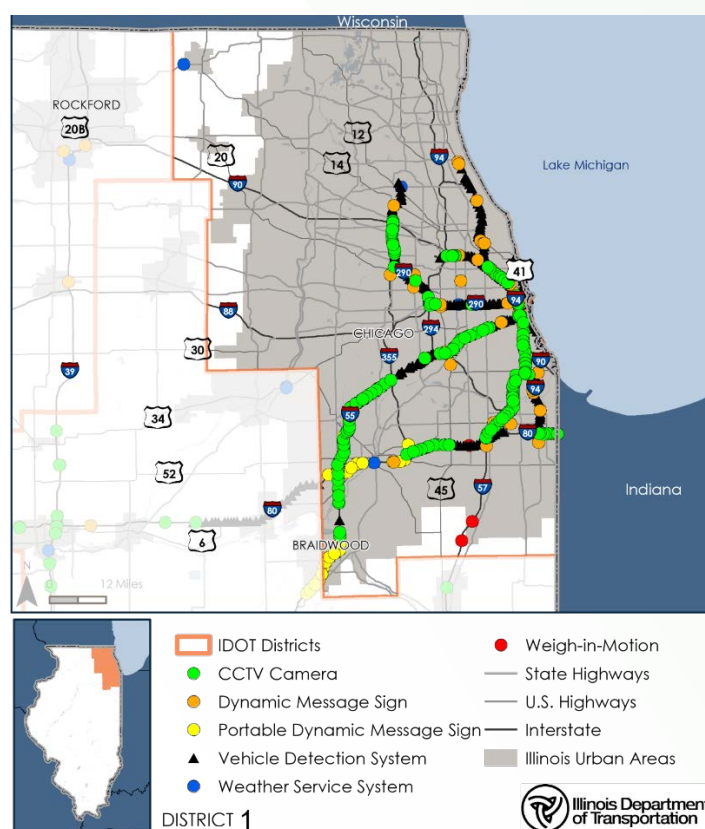 Wisconsin
ROCKFORD
20B
12
20
14
94
90
Lake Michigan
41
290
290
94
88
CHICAGO
294
30
355
90
39
94
55
34
80
52
45
57
Indiana
80
6
BRAIDWOOD
N
0 12 Miles
IDOT Districts
CCTV Camera
Dynamic Message Sign
Portable Dynamic Message Sign
Vehicle Detection System
Weather Service System
Weigh-in-Motion
State Highways
U.S. Highways
Interstate
Illinois Urban Areas
DISTRICT 1
Illinois Department
of Transportation